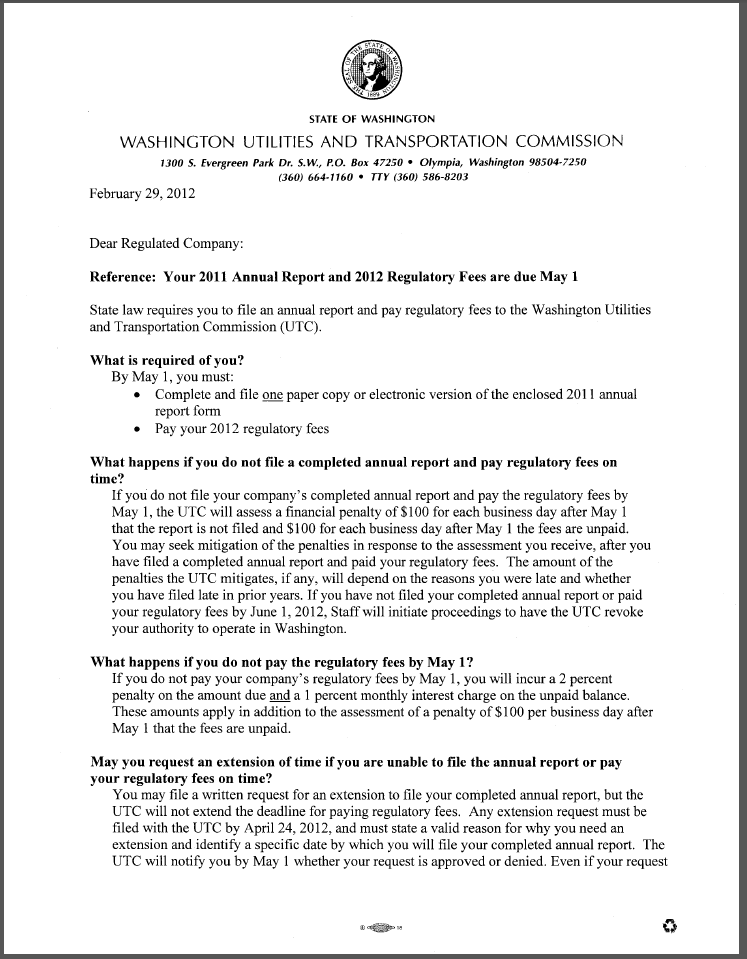 THE SEAL OF THE STATE OF WASHINGTON
1889
STATE OF WASHINGTON
WASHINGTON UTILITIES AND TRANSPORTATION COMMISSION
1300 S. Evergreen Park Dr. S.W., P.O. Box 47250 • Olympia, Washington 98504-7250
(360) 664-1160 • TTY (360) 586-8203
February 29, 2012
Dear Regulated Company:
Reference: Your 2011 Annual Report and 2012 Regulatory Fees are due May 1
State law requires you to file an annual report and pay regulatory fees to the Washington Utilities
and Transportation Commission (UTC).
What is required of you?
By May 1, you must:
• Complete and file one paper copy or electronic version of the enclosed 2011 annual
report form
• Pay your 2012 regulatory fees
What happens if you do not file a completed annual report and pay regulatory fees on
time?
If you do not file your company's completed annual report and pay the regulatory fees by
May 1, the UTC will assess a financial penalty of $100 for each business day after May 1
that the report is not filed and $100 for each business day after May 1 the fees are unpaid.
You may seek mitigation of the penalties in response to the assessment you receive, after you
have filed a completed annual report and paid your regulatory fees. The amount of the
penalties the UTC mitigates, if any, will depend on the reasons you were late and whether
you have filed late in prior years. If you have not filed your completed annual report or paid
your regulatory fees by June 1, 2012, Staff will initiate proceedings to have the UTC revoke
your authority to operate in Washington.
What happens if you do not pay the regulatory fees by May 1?
If you do not pay your company's regulatory fees by May 1, you will incur a 2 percent
penalty on the amount due and a 1 percent monthly interest charge on the unpaid balance.
These amounts apply in addition to the assessment of a penalty of $100 per business day after
May 1 that the fees are unpaid.
May you request an extension of time if you are unable to file the annual report or pay
your regulatory fees on time?
You may file a written request for an extension to file your completed annual report, but the
UTC will not extend the deadline for paying regulatory fees. Any extension request must be
filed with the UTC by April 24, 2012, and must state a valid reason for why you need an
extension and identify a specific date by which you will file your completed annual report. The
UTC will notify you by May 1 whether your request is approved or denied. Even if your request